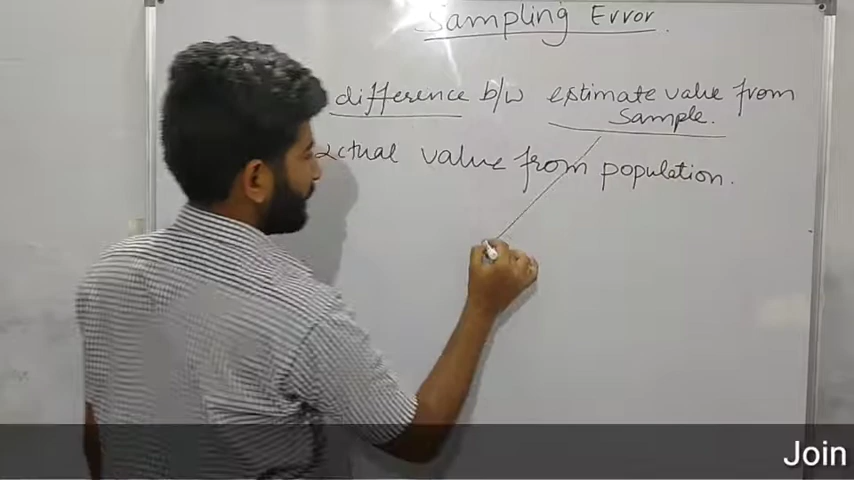 Sampling Error.
difference b/w estimate value from
Sample.
actual value from population.
Join